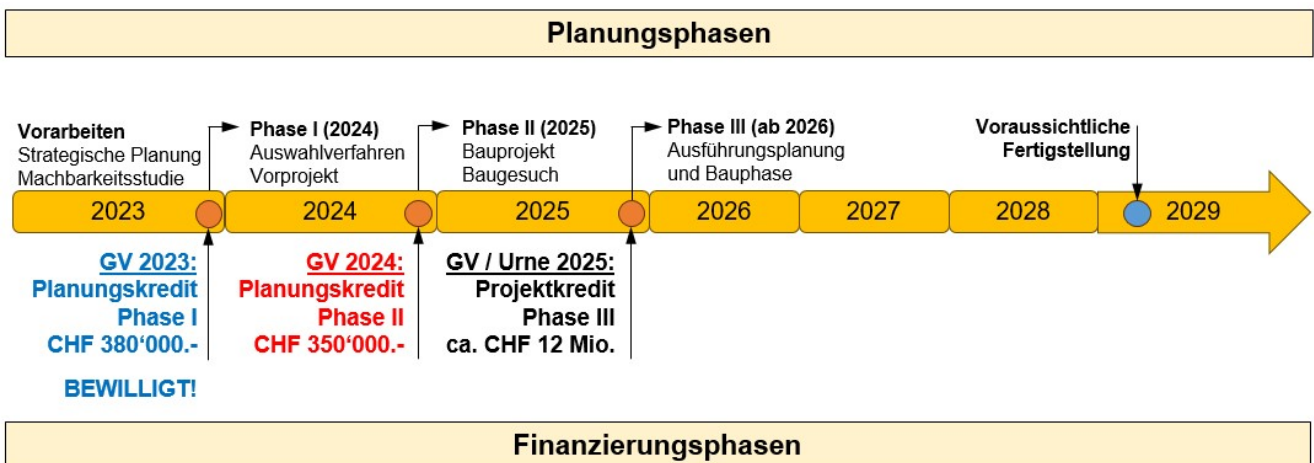 Planungsphasen
Vorarbeiten
Strategische Planung
Machbarkeitsstudie
Phase I (2024)
Auswahlverfahren
Vorprojekt
Phase II (2025)
Bauprojekt
Baugesuch
Phase III (ab 2026)
Ausführungsplanung
und Bauphase
Voraussichtliche
Fertigstellung
2023
2024
2025
2026
2027
2028
2029
GV 2023:
Planungskredit
Phase I
CHF 380‘000.-
BEWILLIGT!
GV 2024:
Planungskredit
Phase II
CHF 350‘000.-
GV / Urne 2025:
Projektkredit
Phase III
ca. CHF 12 Mio.
Finanzierungsphasen